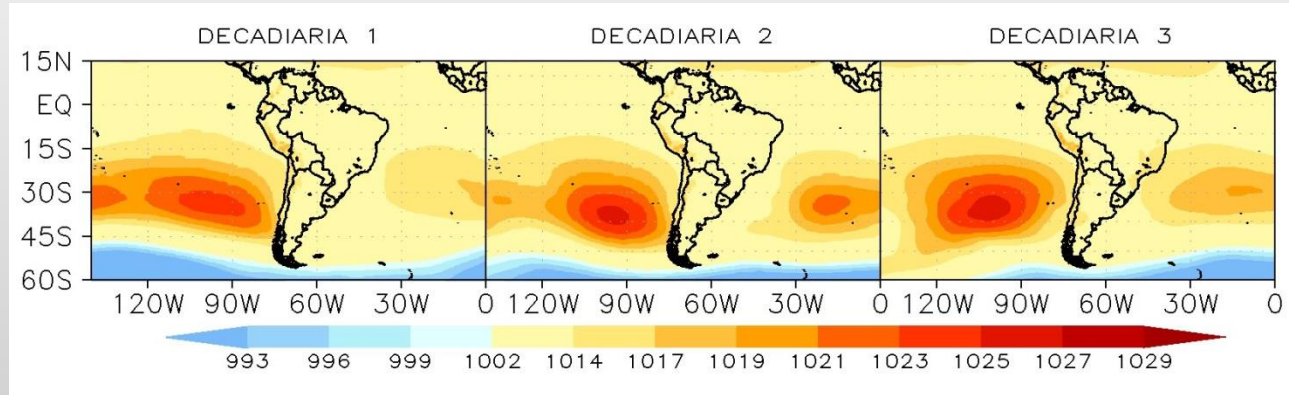 DECADIARIA 1 DECADIARIA 2 DECADIARIA 3
15N
EQ
15S
30S
45S
60S
120W 90W 60W 30W 0 120W 90W 60W 30W 0 120W 90W 60W 30W 0
993 996 999 1002 1014 1017 1019 1021 1023 1025 1027 1029